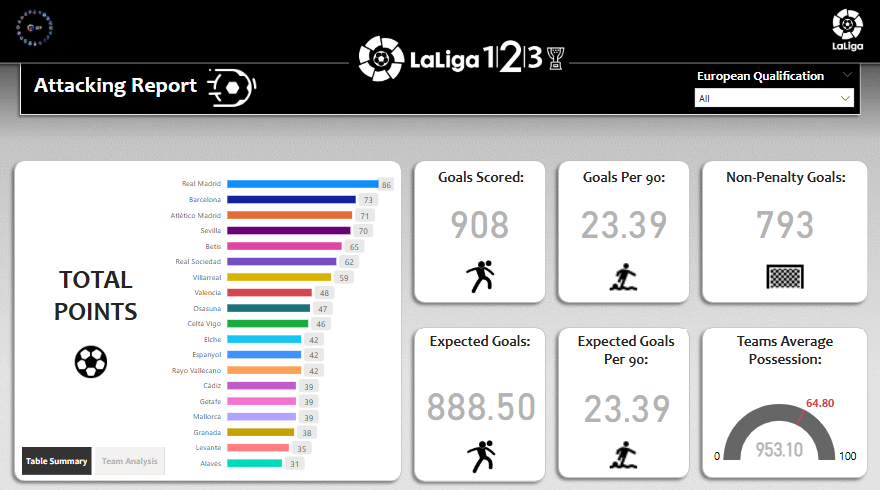 LaLiga 1|2|3
LaLiga
Attacking Report
European Qualification
All
TOTAL
POINTS
Real Madrid 86
Barcelona 73
Atlético Madrid 71
Sevilla 70
Betis 65
Real Sociedad 62
Villarreal 59
Valencia 48
Osasuna 47
Celta Vigo 46
Elche 42
Espanyol 42
Rayo Vallecano 42
Cádiz 39
Getafe 39
Mallorca 39
Granada 38
Levante 35
Alavés 31
Table Summary
Team Analysis
Goals Scored:
908
Goals Per 90:
23.39
Non-Penalty Goals:
793
Expected Goals:
888.50
Expected Goals
Per 90:
23.39
Teams Average
Possession:
64.80
0 953.10 100